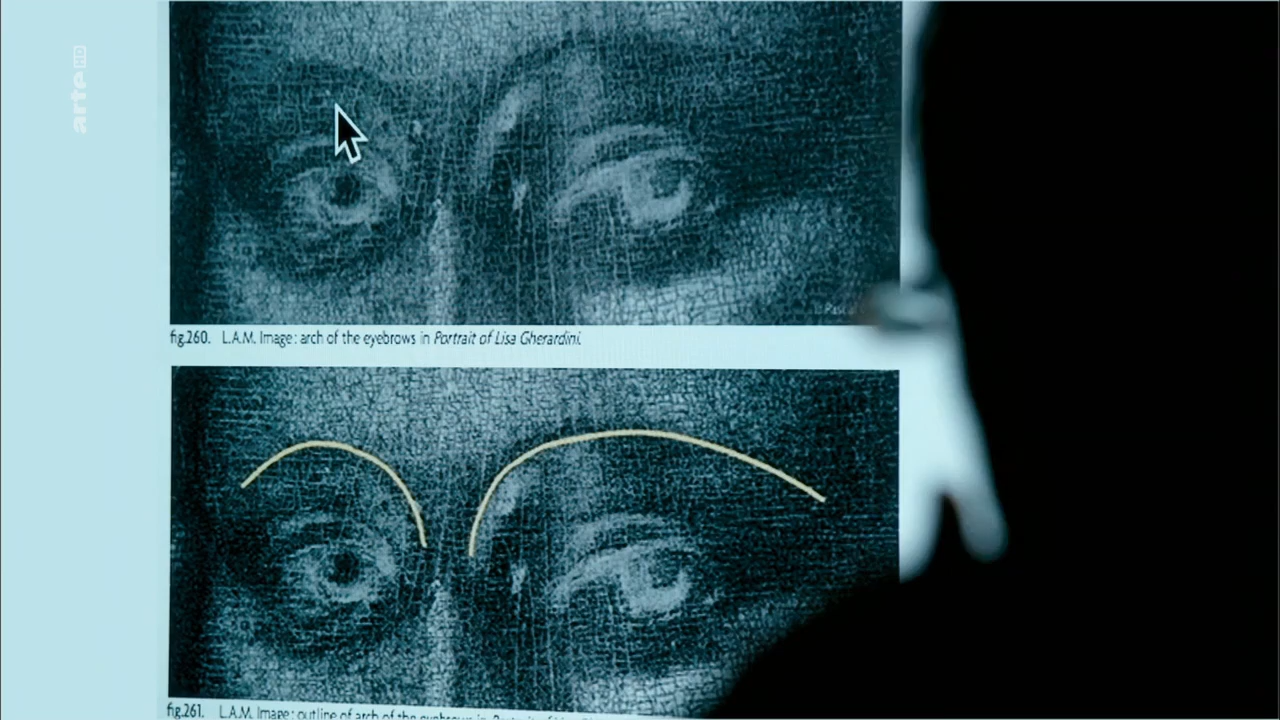 arte HD
fig.260. L.A.M. Image: arch of the eyebrows in Portrait of Lisa Gherardini.
fig.261. L.A.M. Image: outline of arch of the eyebrows in